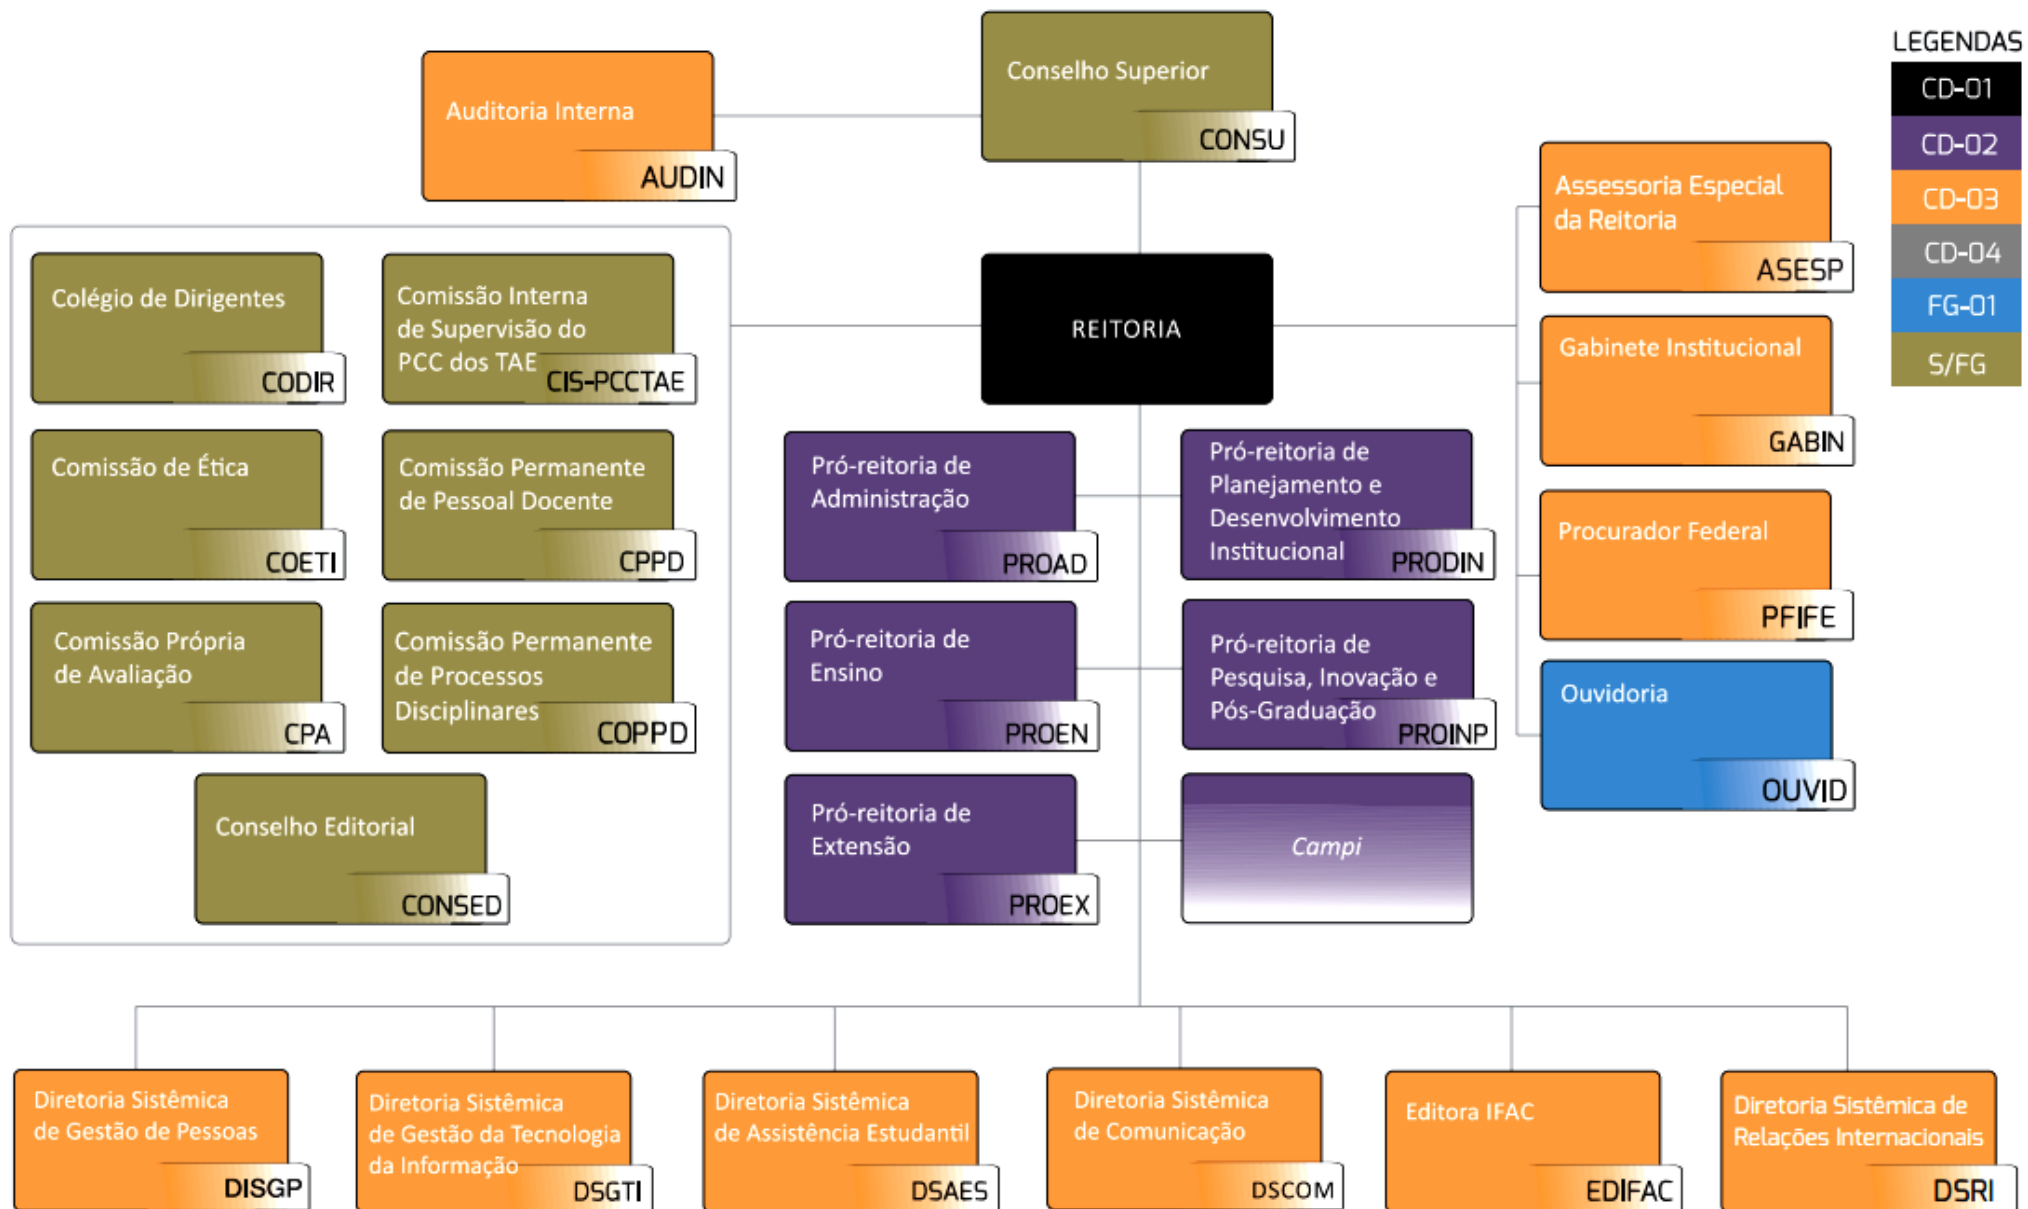 Conselho Superior
CONSU
Auditoria Interna
AUDIN
LEGENDAS
CD-01
CD-02
CD-03
CD-04
FG-01
S/FG
REITORIA
Colégio de Dirigentes
CODIR
Comissão Interna
de Supervisão do
PCC dos TAE
CIS-PCCTAE
Comissão de Ética
COETI
Comissão Permanente
de Pessoal Docente
CPPD
Comissão Própria
de Avaliação
CPA
Comissão Permanente
de Processos
Disciplinares
COPPD
Conselho Editorial
CONSED
Pró-reitoria de
Administração
PROAD
Pró-reitoria de
Planejamento e
Desenvolvimento
Institucional
PRODIN
Pró-reitoria de
Ensino
PROEN
Pró-reitoria de
Pesquisa, Inovação e
Pós-Graduação
PROINP
Pró-reitoria de
Extensão
PROEX
Campi
Assessoria Especial
da Reitoria
ASESP
Gabinete Institucional
GABIN
Procurador Federal
PFIFE
Ouvidoria
OUVID
Diretoria Sistêmica
de Gestão de Pessoas
DISGP
Diretoria Sistêmica
de Gestão da Tecnologia
da Informação
DSGTI
Diretoria Sistêmica
de Assistência Estudantil
DSAES
Diretoria Sistêmica
de Comunicação
DSCOM
Editora IFAC
EDIFAC
Diretoria Sistêmica de
Relações Internacionais
DSRI